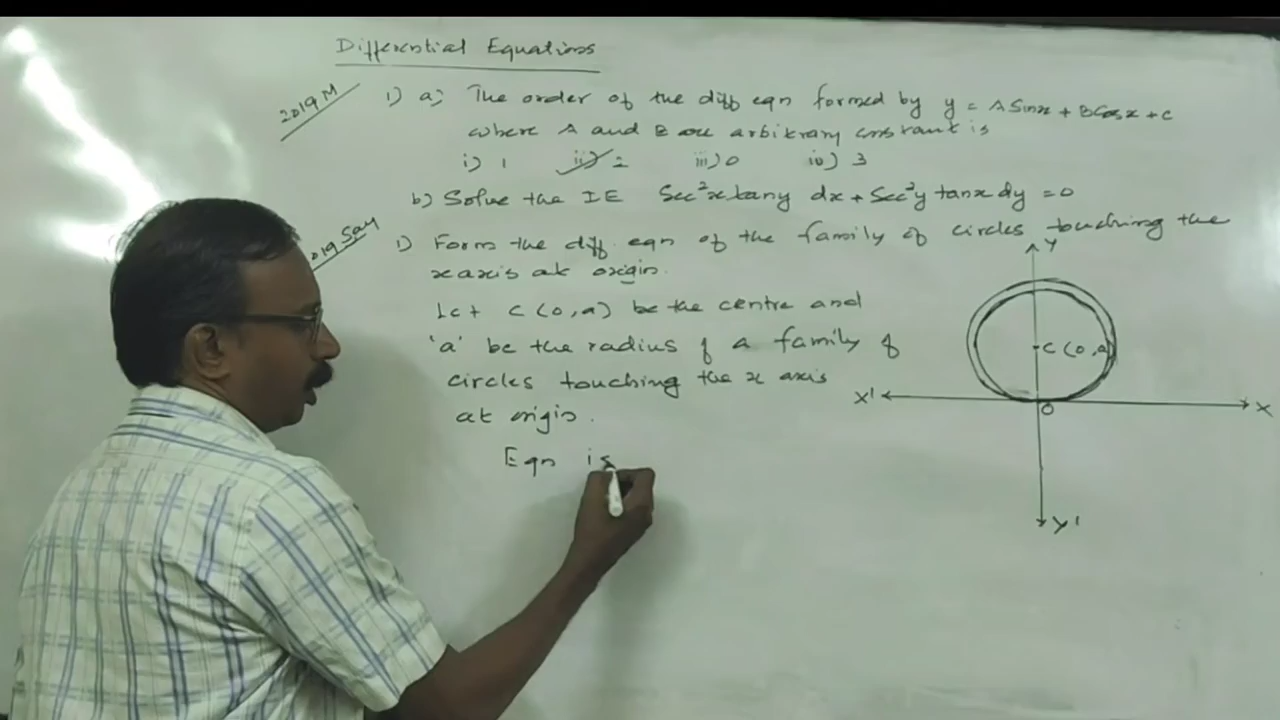 Differential Equations
2019 M
1) a) The order of the diff eqn formed by y = A Sinx + B Cosx + c
where A and B are arbitrary constant is
i) 1 ii) 2 iii) 0 iv) 3
b) Solve the IE Sec²x tany dx + Sec²y tanx dy = 0
2019 Say
1) Form the diff eqn of the family of circles touching the
x axis at origin.
Let C (0, a) be the centre and
'a' be the radius of a family of
circles touching the x axis
at origin.
Eqn is
Y
C (0, a)
X' O X
Y'